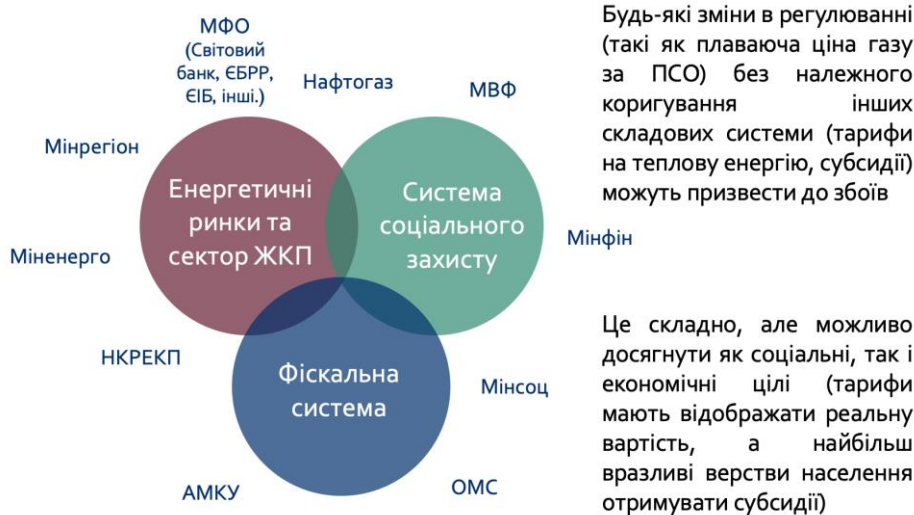 МФО
(Світовий
банк, ЄБРР,
ЄІБ, інші.)
Нафтогаз
МВФ
Мінрегіон
Енергетичні
ринки та
сектор ЖКП
Система
соціального
захисту
Міненерго
Мінфін
НКРЕКП
Фіскальна
система
Мінсоц
АМКУ
ОМС
Будь-які зміни в регулюванні
(такі як плаваюча ціна газу
за ПСО) без належного
коригування інших
складових системи (тарифи
на теплову енергію, субсидії)
можуть призвести до збоїв
Це складно, але можливо
досягнути як соціальні, так і
економічні цілі (тарифи
мають відображати реальну
вартість, а найбільш
вразливі верстви населення
отримувати субсидії)